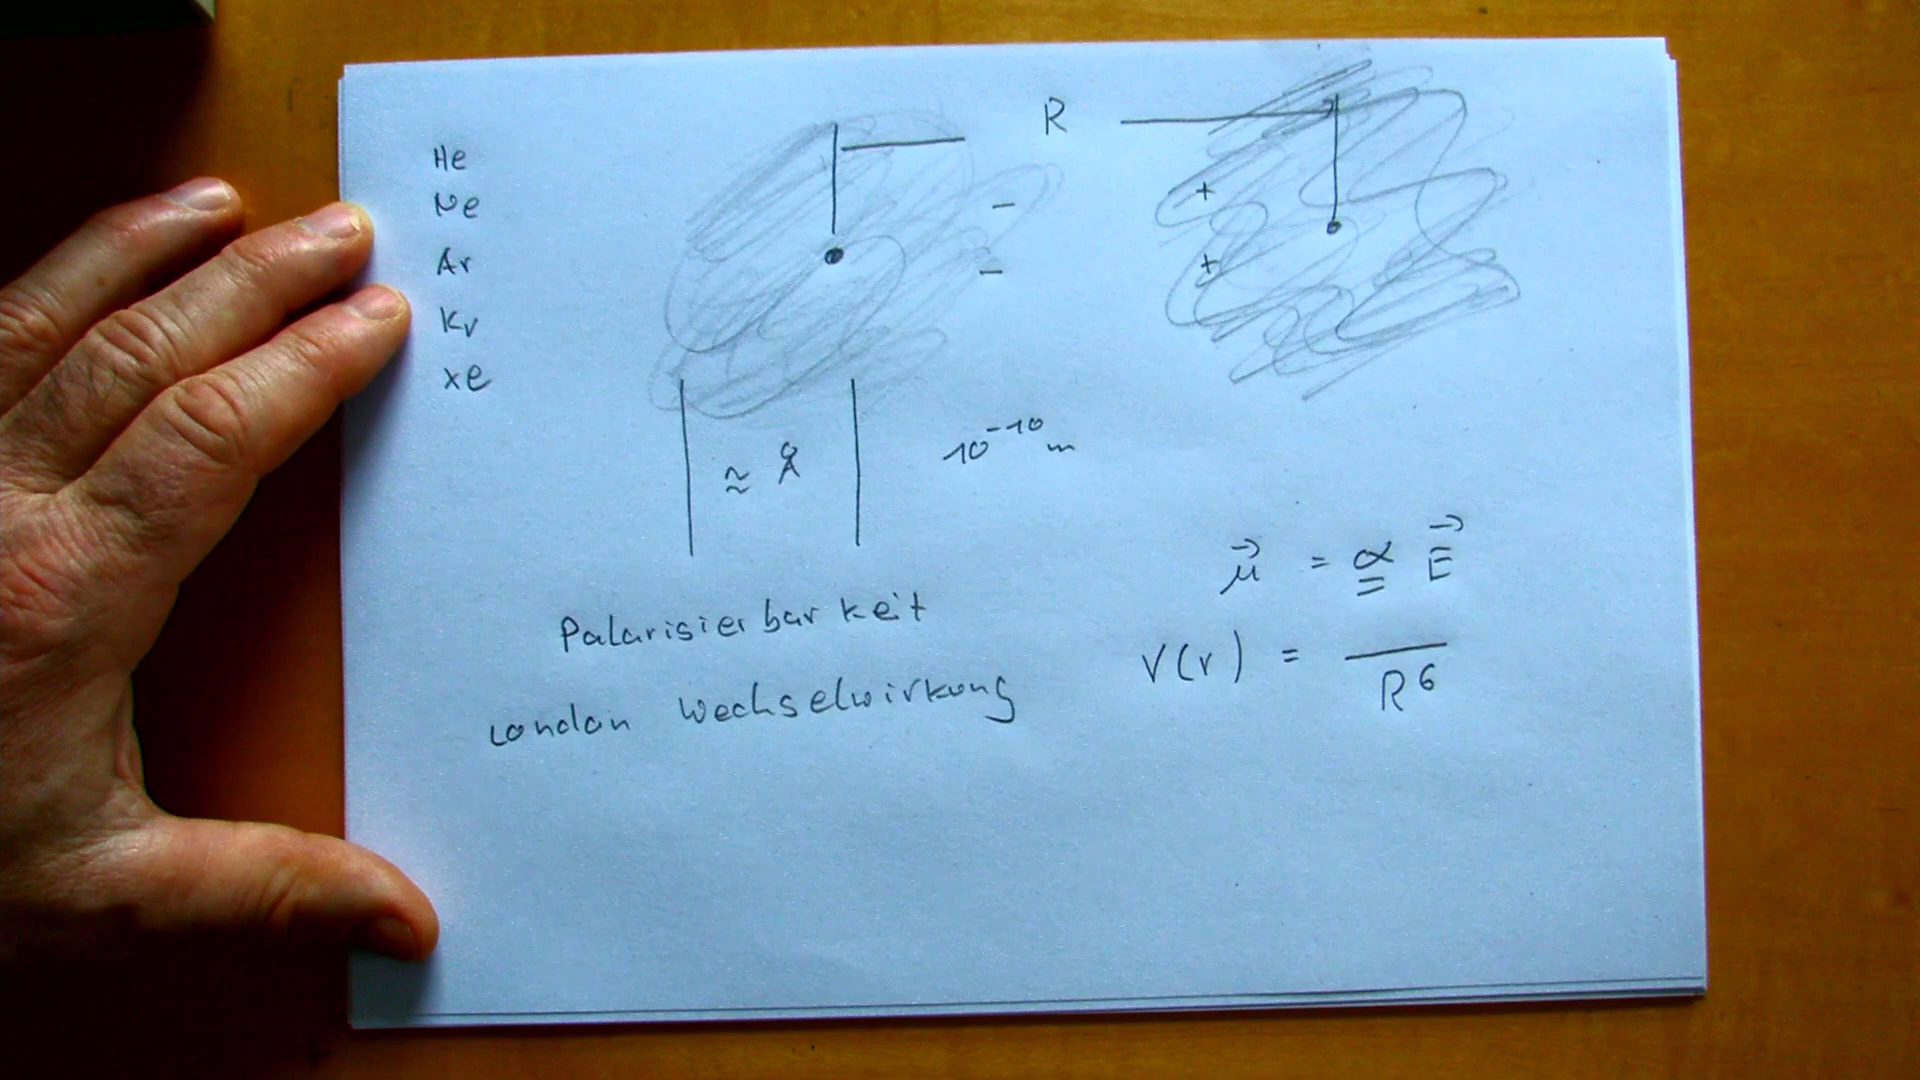 He
Ne
Ar
Kr
Xe
R
- +
- +
≈ Å
10⁻¹⁰ m
μ⃗ = α E⃗
Polarisierbarkeit
V(r) = / R⁶
London Wechselwirkung